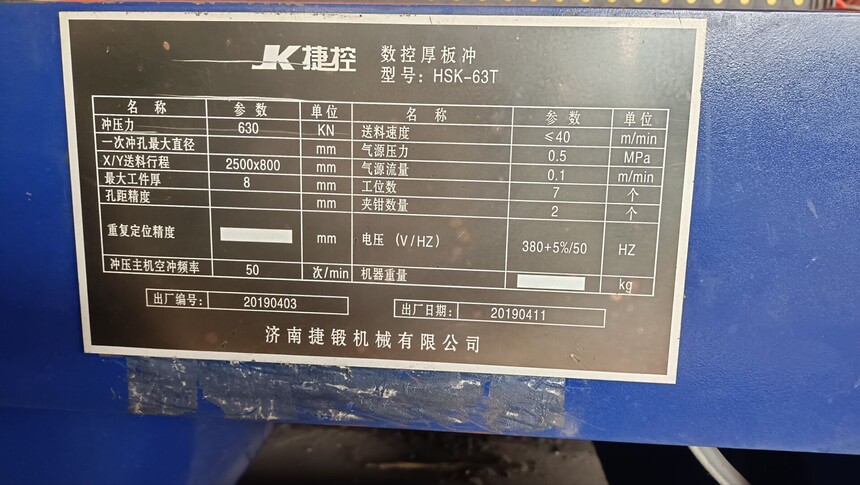 JK 捷控
数控厚板冲
型号: HSK-63T
名称 参数 单位 名称 参数 单位
冲压力 630 KN 送料速度 ≤40 m/min
一次冲孔最大直径 mm 气源压力 0.5 MPa
X/Y送料行程 2500x800 mm 气源流量 0.1 m/min
最大工件厚 8 mm 工位数 7 个
孔距精度 mm 夹钳数量 2 个
重复定位精度 mm 电压 (V/HZ) 380+5%/50 HZ
冲压主机空冲频率 50 次/min 机器重量 kg
出厂编号: 20190403 出厂日期: 20190411
济南捷锻机械有限公司